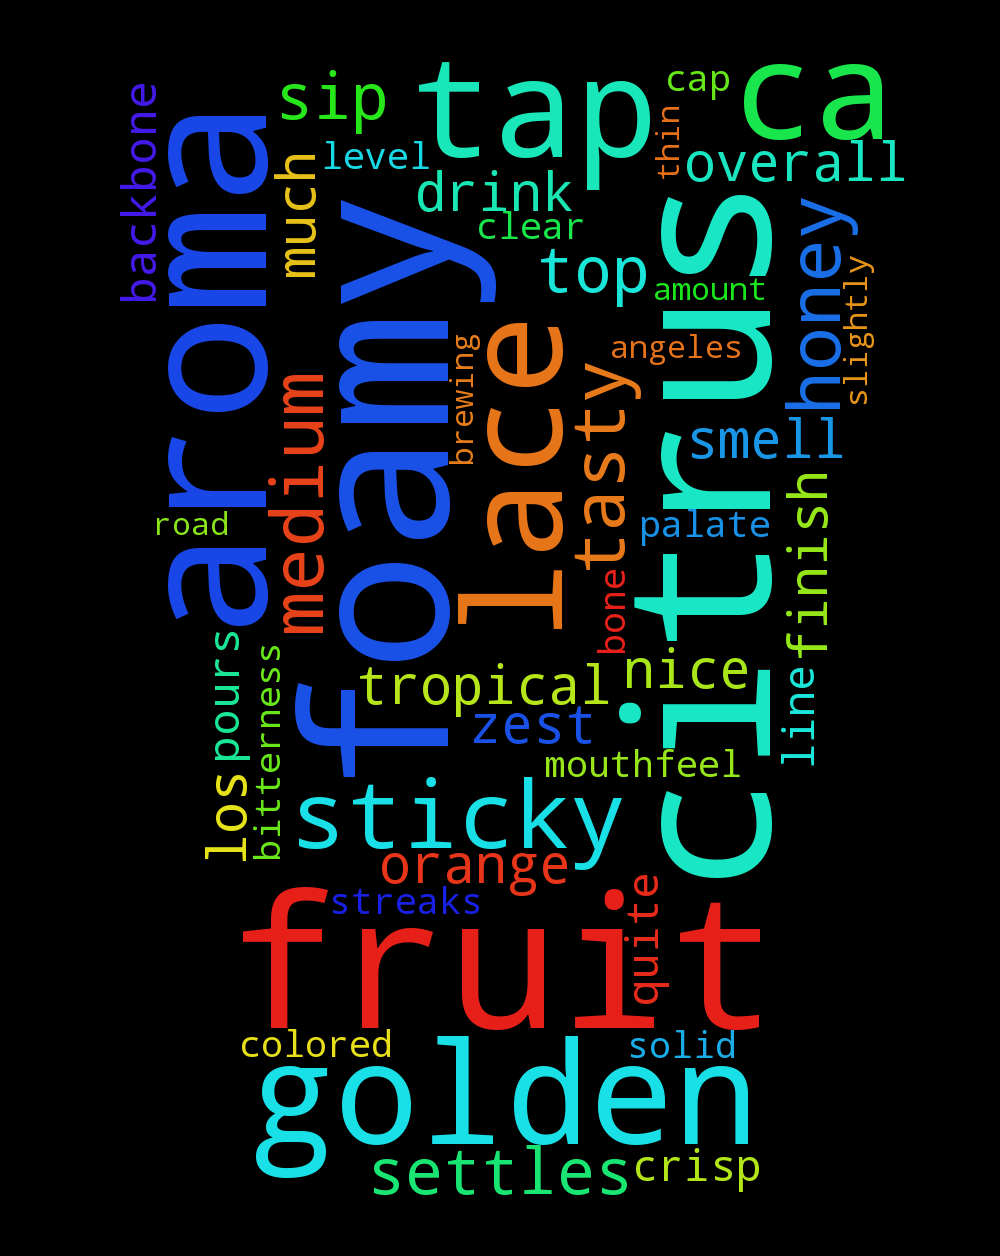 tap
ca
cap
sip
backbone
aroma
much
level
thin
overall
drink
clear
foamy
top
citrus
honey
amount
slightly
angeles
lace
brewing
tasty
medium
smell
finish
road
palate
bone
pours
bitterness
tropical
nice
zest
line
mouthfeel
los
sticky
orange
streaks
fruit
quite
colored
solid
golden
settles
crisp